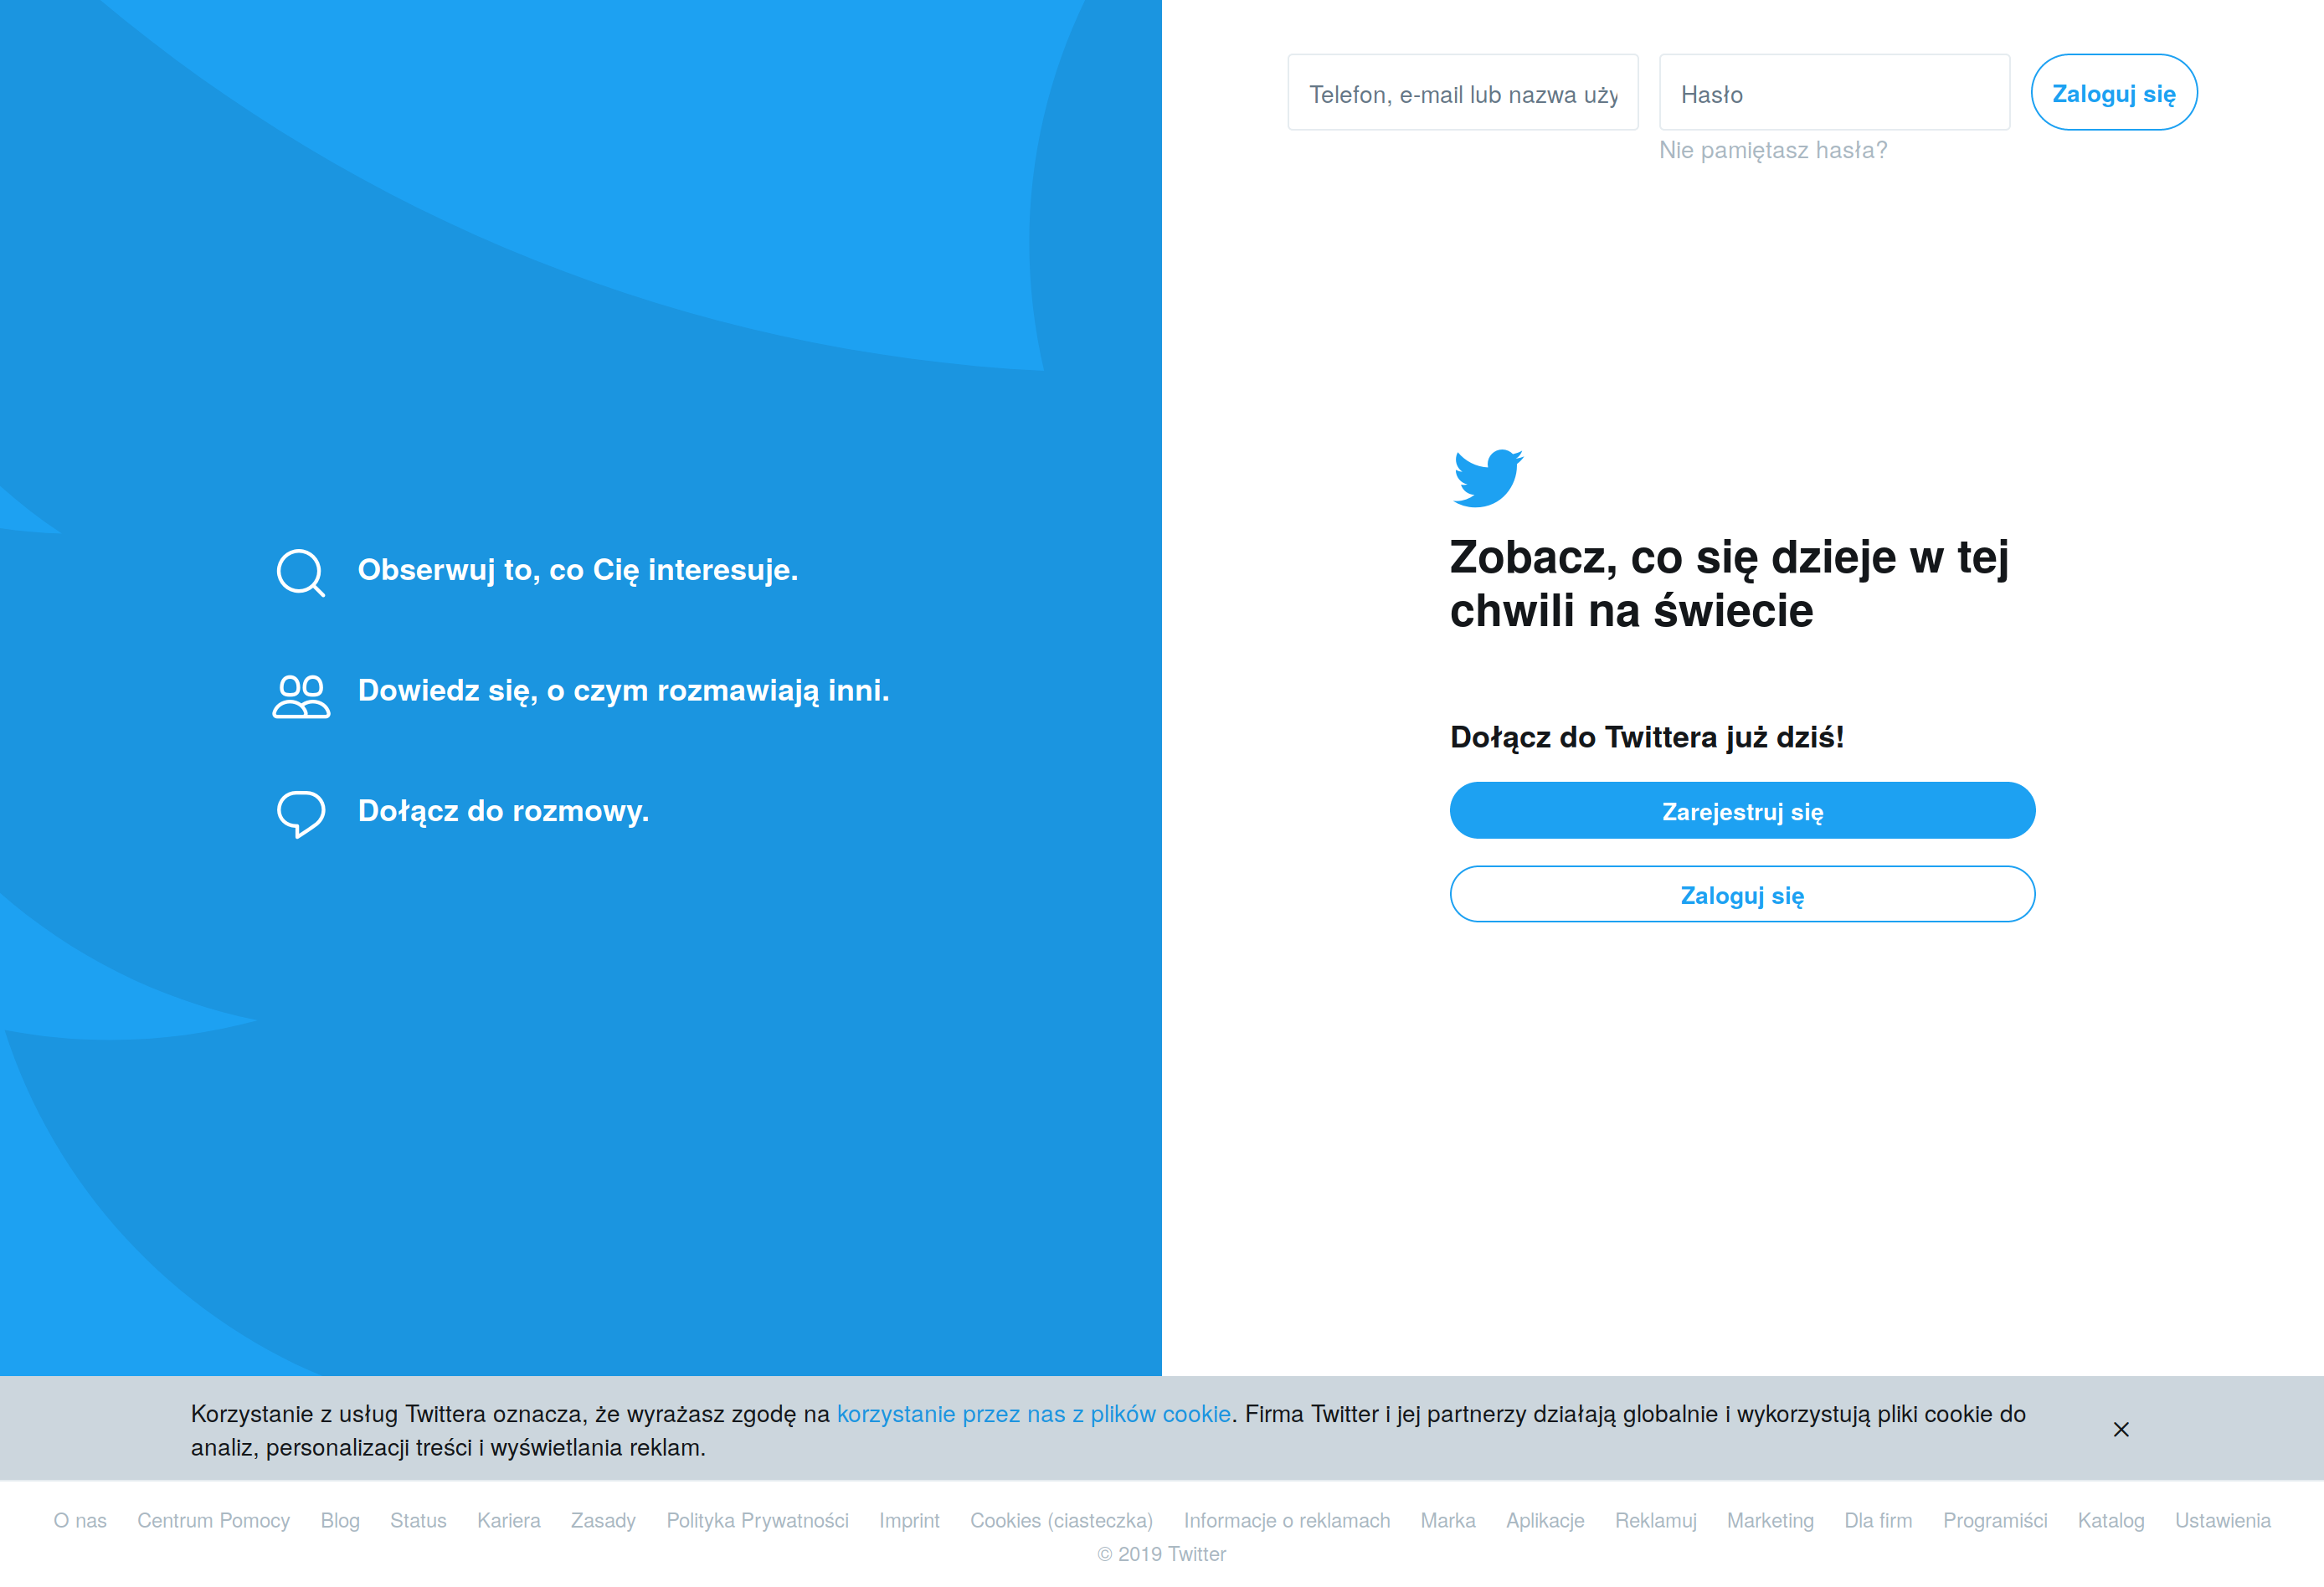 Telefon, e-mail lub nazwa uży
Hasło
Zaloguj się
Nie pamiętasz hasła?
Obserwuj to, co Cię interesuje.
Dowiedz się, o czym rozmawiają inni.
Dołącz do rozmowy.
Zobacz, co się dzieje w tej
chwili na świecie
Dołącz do Twittera już dziś!
Zarejestruj się
Zaloguj się
Korzystanie z usług Twittera oznacza, że wyrażasz zgodę na korzystanie przez nas z plików cookie. Firma Twitter i jej partnerzy działają globalnie i wykorzystują pliki cookie do
analiz, personalizacji treści i wyświetlania reklam.
O nas Centrum Pomocy Blog Status Kariera Zasady Polityka Prywatności Imprint Cookies (ciasteczka) Informacje o reklamach Marka Aplikacje Reklamuj Marketing Dla firm Programiści Katalog Ustawienia
© 2019 Twitter